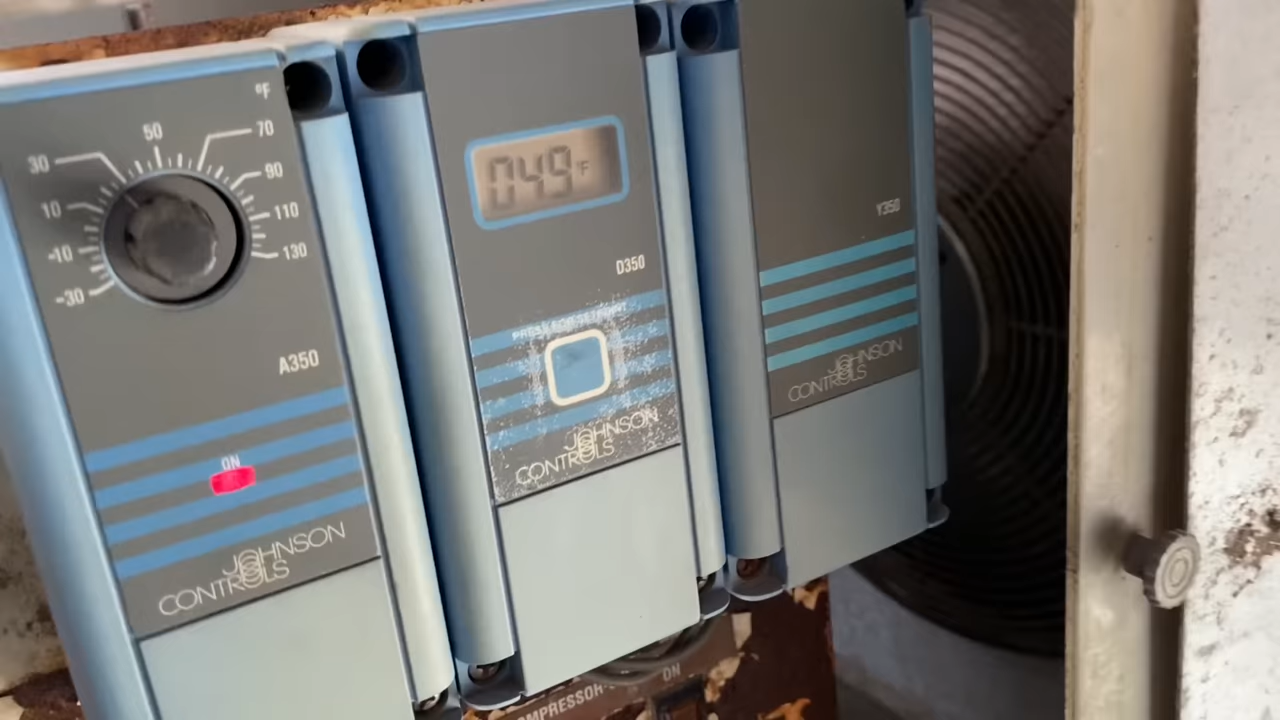 °F
50
30
70
10
90
-10
110
-30
130
A350
ON
JOHNSON
CONTROLS
049 °F
D350
PRESS FOR SETPOINT
JOHNSON
CONTROLS
Y350
JOHNSON
CONTROLS
ON
COMPRESSOR